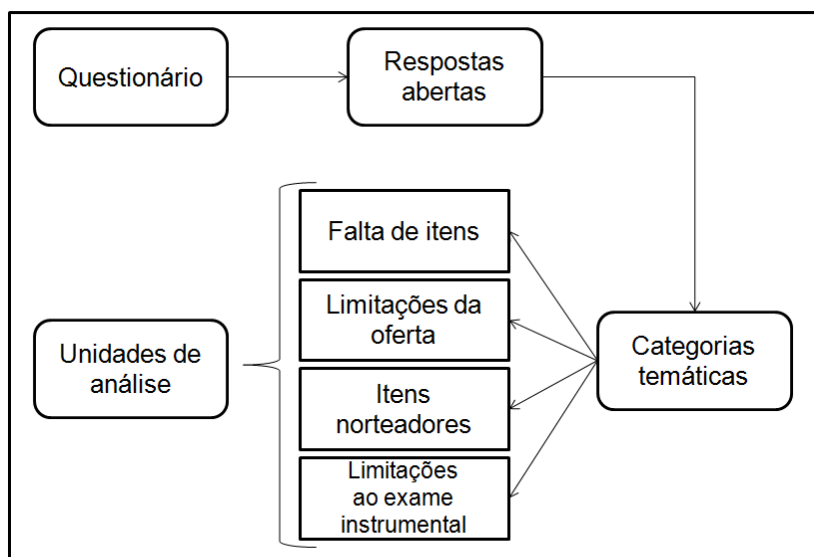 Questionário
Respostas
abertas
Falta de itens
Limitações da
oferta
Itens
norteadores
Limitações
ao exame
instrumental
Unidades de
análise
Categorias
temáticas